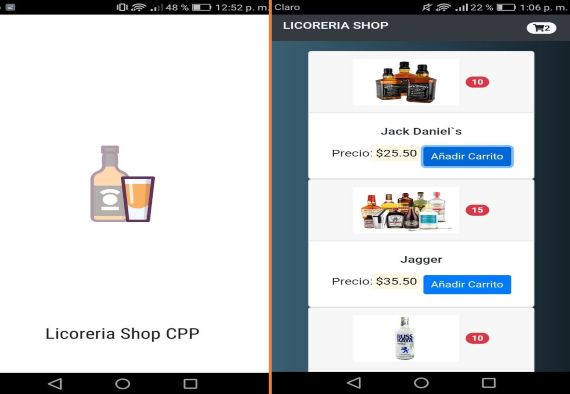 48 % 12:52 p. m.
Licoreria Shop CPP
Claro 22 % 1:06 p. m.
LICORERIA SHOP 2
10
Jack Daniel`s
Precio: $25.50 Añadir Carrito
15
Jagger
Precio: $35.50 Añadir Carrito
10